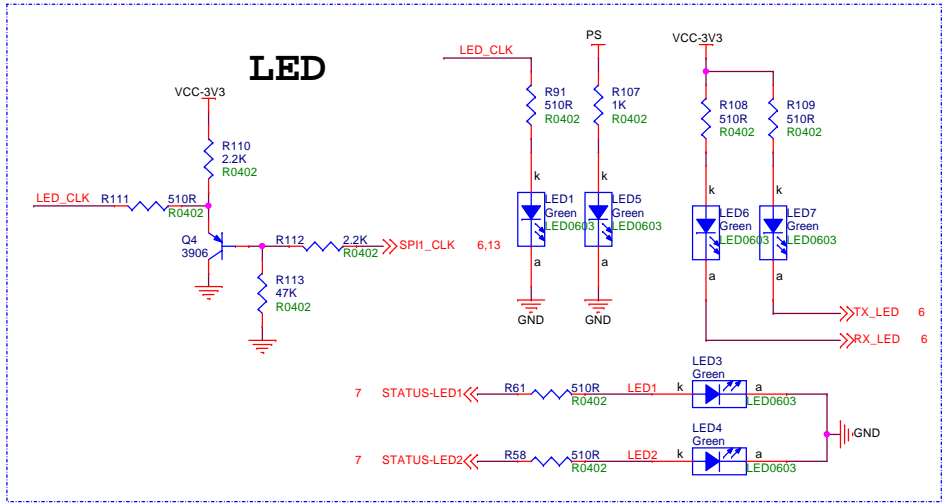 LED
VCC-3V3
R110
2.2K
R0402
LED_CLK
R111
510R
R0402
Q4
3906
R112
2.2K
R0402
SPI1_CLK
6,13
R113
47K
R0402
LED_CLK
R91
510R
R0402
k
LED1
Green
LED0603
a
GND
PS
R107
1K
R0402
k
LED5
Green
LED0603
a
GND
VCC-3V3
R108
510R
R0402
k
LED6
Green
LED0603
a
R109
510R
R0402
k
LED7
Green
LED0603
a
TX_LED 6
RX_LED 6
7 STATUS-LED1
R61
510R
R0402
LED1
k
LED3
Green
a
LED0603
7 STATUS-LED2
R58
510R
R0402
LED2
k
LED4
Green
a
LED0603
GND